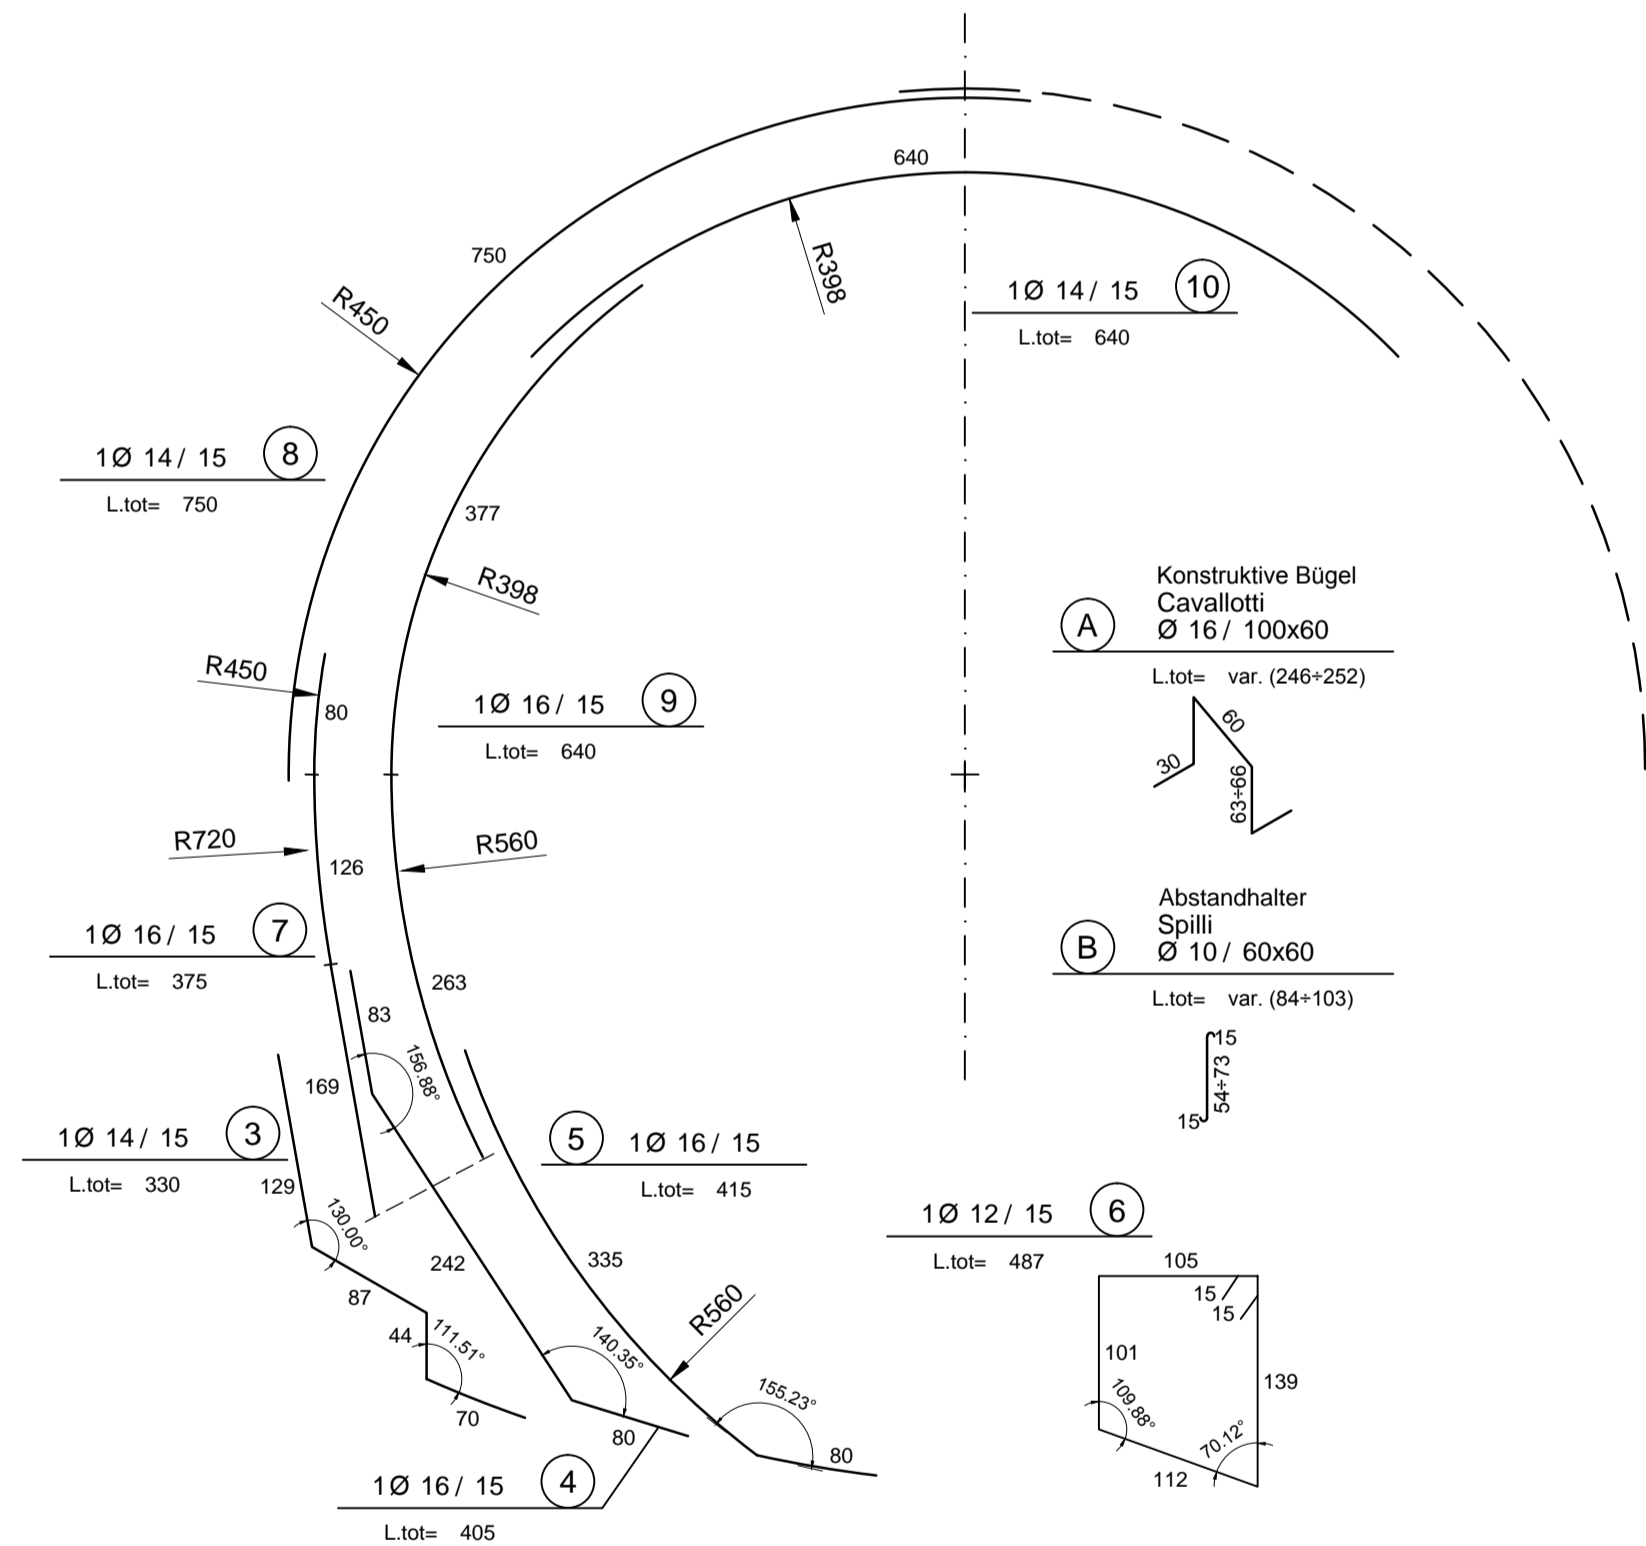 640
750
R398
R450
1Ø 14/ 15 10
L.tot= 640
1Ø 14/ 15 8
L.tot= 750
377
R398
Konstruktive Bügel
Cavallotti
A Ø 16/ 100x60
L.tot= var. (246÷252)
R450
80
1Ø 16/ 15 9
L.tot= 640
60
30
63÷66
R720
126
R560
Abstandhalter
Spilli
B Ø 10/ 60x60
L.tot= var. (84÷103)
1Ø 16/ 15 7
L.tot= 375
263
83
15
54÷73
15
156.88°
169
1Ø 14/ 15 3
L.tot= 330
129
5 1Ø 16/ 15
L.tot= 415
130.00°
1Ø 12/ 15 6
L.tot= 487
242
335
105
15
15
87
R560
44
111.51°
140.35°
101
139
155.23°
109.88°
70
80
80
70.12°
112
1Ø 16/ 15 4
L.tot= 405